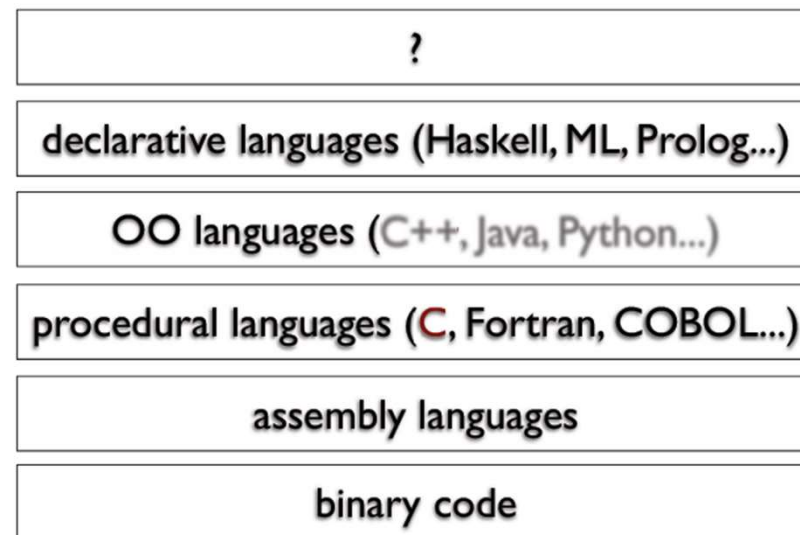 ?
declarative languages (Haskell, ML, Prolog...)
OO languages (C++, Java, Python...)
procedural languages (C, Fortran, COBOL...)
assembly languages
binary code